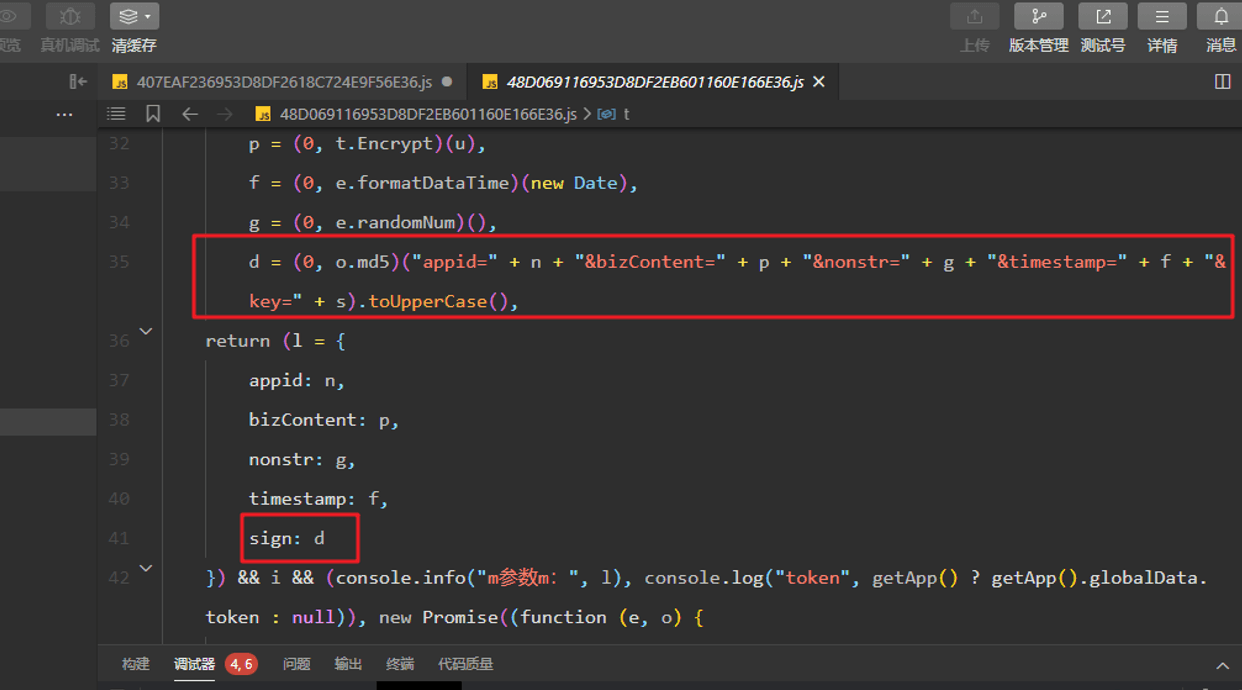 预览 真机调试 清缓存 上传 版本管理 测试号 详情 消息
407EAF236953D8DF2618C724E9F56E36.js 48D069116953D8DF2EB601160E166E36.js
48D069116953D8DF2EB601160E166E36.js > t
32 p = (0, t.Encrypt)(u),
33 f = (0, e.formatDataTime)(new Date),
34 g = (0, e.randomNum)(),
35 d = (0, o.md5)("appid=" + n + "&bizContent=" + p + "&nonstr=" + g + "&timestamp=" + f + "&
key=" + s).toUpperCase(),
36 return (l = {
37 appid: n,
38 bizContent: p,
39 nonstr: g,
40 timestamp: f,
41 sign: d
42 }) && i && (console.info("m参数m：", l), console.log("token", getApp() ? getApp().globalData.
token : null)), new Promise((function (e, o) {
构建 调试器 4, 6 问题 输出 终端 代码质量